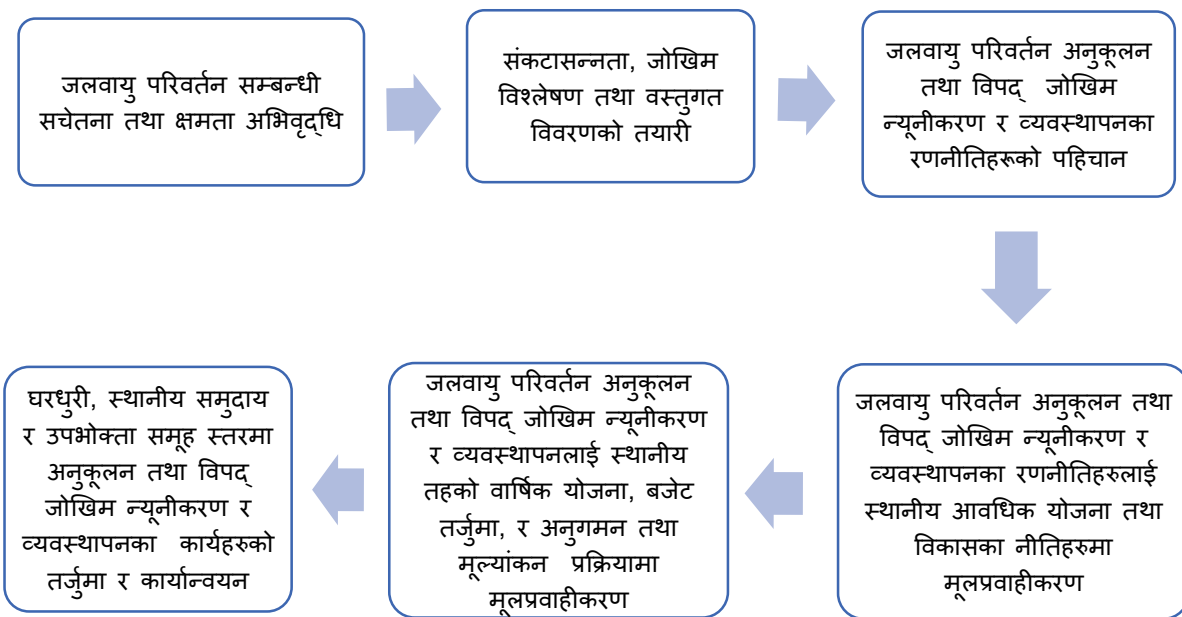 जलवायु परिवर्तन सम्बन्धी
सचेतना तथा क्षमता अभिवृद्धि
संकटासन्नता, जोखिम
विश्लेषण तथा वस्तुगत
विवरणको तयारी
जलवायु परिवर्तन अनुकूलन
तथा विपद् जोखिम
न्यूनीकरण र व्यवस्थापनका
रणनीतिहरूको पहिचान
जलवायु परिवर्तन अनुकूलन तथा
विपद् जोखिम न्यूनीकरण र
व्यवस्थापनका रणनीतिहरुलाई
स्थानीय आवधिक योजना तथा
विकासका नीतिहरुमा
मूलप्रवाहीकरण
जलवायु परिवर्तन अनुकूलन
तथा विपद् जोखिम न्यूनीकरण
र व्यवस्थापनलाई स्थानीय
तहको वार्षिक योजना, बजेट
तर्जुमा, र अनुगमन तथा
मूल्यांकन प्रक्रियामा
मूलप्रवाहीकरण
घरधुरी, स्थानीय समुदाय
र उपभोक्ता समूह स्तरमा
अनुकूलन तथा विपद्
जोखिम न्यूनीकरण र
व्यवस्थापनका कार्यहरुको
तर्जुमा र कार्यान्वयन